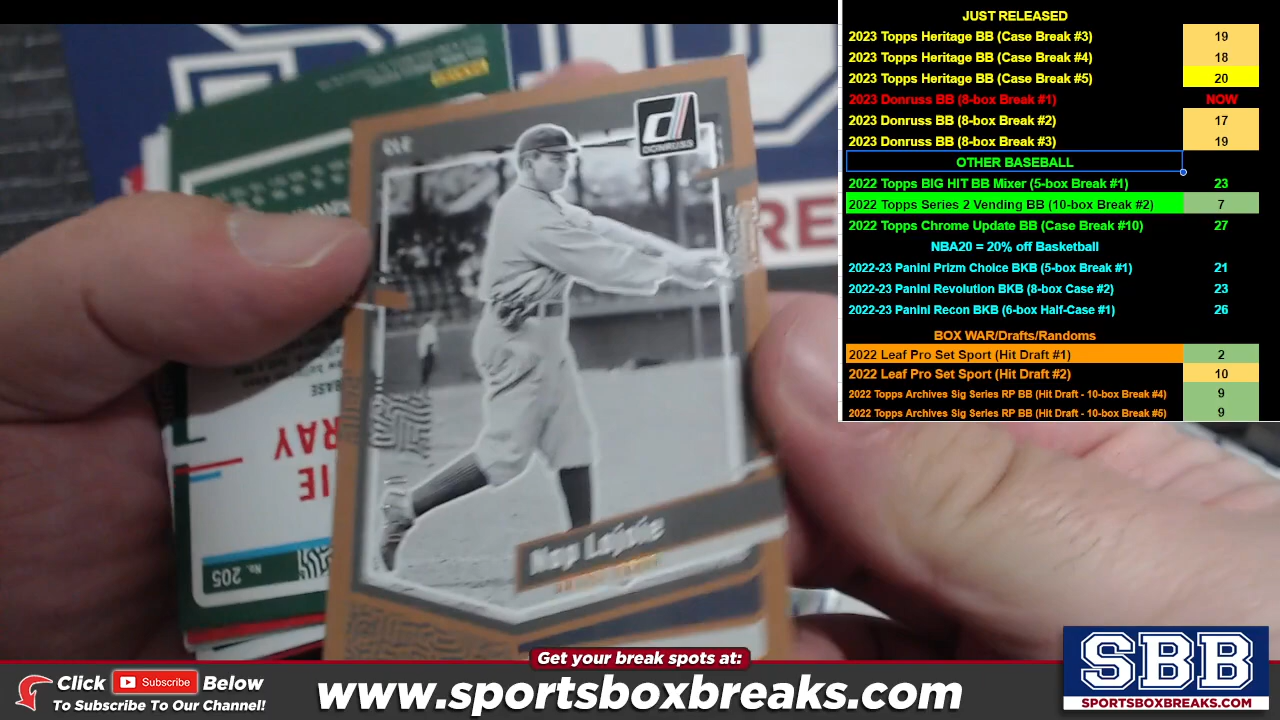 JUST RELEASED
2023 Topps Heritage BB (Case Break #3) 19
2023 Topps Heritage BB (Case Break #4) 18
2023 Topps Heritage BB (Case Break #5) 20
2023 Donruss BB (8-box Break #1) NOW
2023 Donruss BB (8-box Break #2) 17
2023 Donruss BB (8-box Break #3) 19
OTHER BASEBALL
2022 Topps BIG HIT BB Mixer (5-box Break #1) 23
2022 Topps Series 2 Vending BB (10-box Break #2) 7
2022 Topps Chrome Update BB (Case Break #10) 27
NBA20 = 20% off Basketball
2022-23 Panini Prizm Choice BKB (5-box Break #1) 21
2022-23 Panini Revolution BKB (8-box Case #2) 23
2022-23 Panini Recon BKB (6-box Half-Case #1) 26
BOX WAR/Drafts/Randoms
2022 Leaf Pro Set Sport (Hit Draft #1) 2
2022 Leaf Pro Set Sport (Hit Draft #2) 10
2022 Topps Archives Sig Series RP BB (Hit Draft - 10-box Break #4) 9
2022 Topps Archives Sig Series RP BB (Hit Draft - 10-box Break #5) 9
d
DONRUSS
RE
RAY
IE
No. 205
Nap Lajoie
Get your break spots at:
Click Subscribe Below
To Subscribe To Our Channel!
www.sportsboxbreaks.com
SBB
SPORTSBOXBREAKS.COM